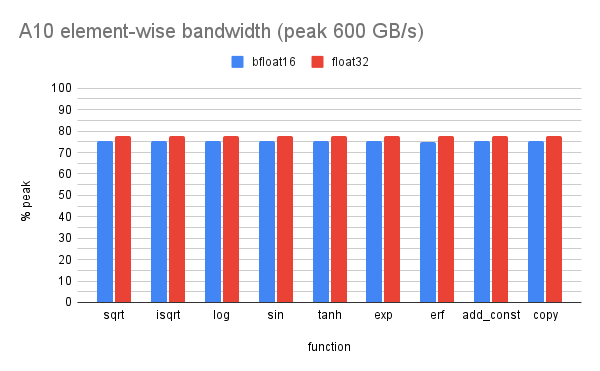 A10 element-wise bandwidth (peak 600 GB/s)
bfloat16 float32
100
90
80
70
60
50
40
30
20
10
0
% peak
sqrt isqrt log sin tanh exp erf add_const copy
function